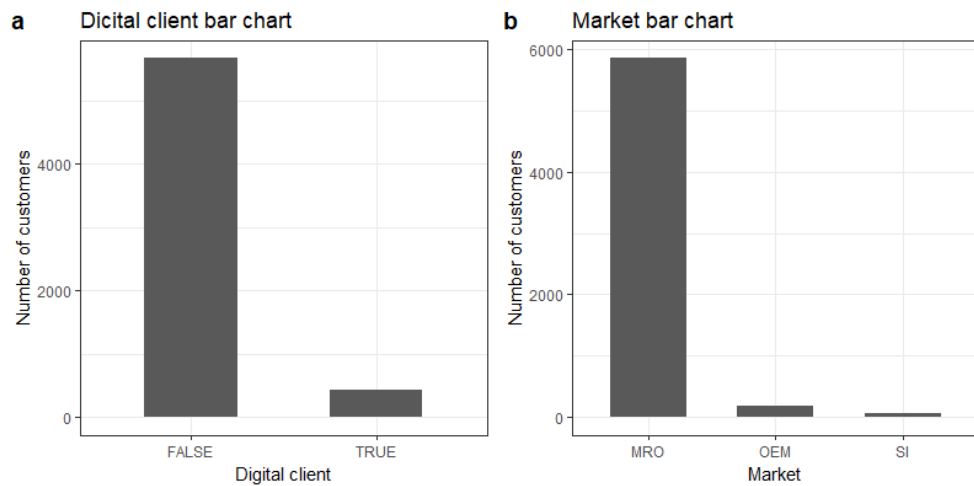 a
Dicital client bar chart
Number of customers
4000
2000
0
FALSE
TRUE
Digital client
b
Market bar chart
Number of customers
6000
4000
2000
0
MRO
OEM
SI
Market